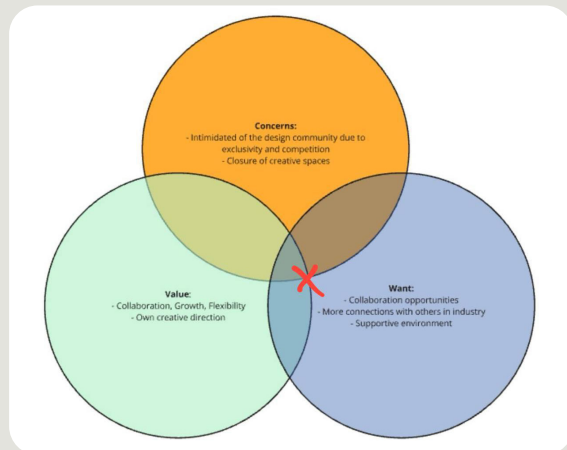 Concerns:
- Intimidated of the design community due to
exclusivity and competition
- Closure of creative spaces
Value:
- Collaboration, Growth, Flexibility
- Own creative direction
Want:
- Collaboration opportunities
- More connections with others in industry
- Supportive environment